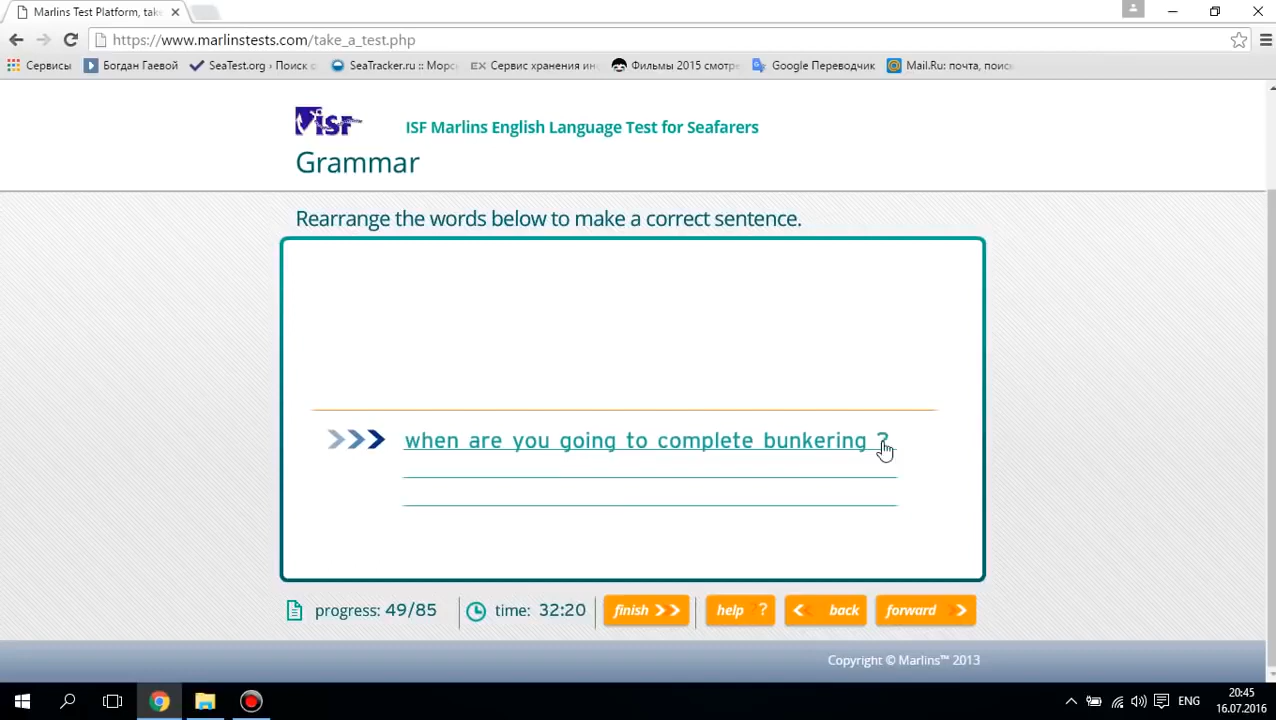 Marlins Test Platform, take
https://www.marlinstests.com/take_a_test.php
Сервисы Богдан Гаевой SeaTest.org › Поиск SeaTracker.ru :: Морс EX Сервис хранения ин Фильмы 2015 смотре Google Переводчик Mail.Ru: почта, поиск
ISF ISF Marlins English Language Test for Seafarers
Grammar
Rearrange the words below to make a correct sentence.
when are you going to complete bunkering ?
progress: 49/85 time: 32:20 finish help ? back forward
Copyright © Marlins™ 2013
ENG 20:45
16.07.2016